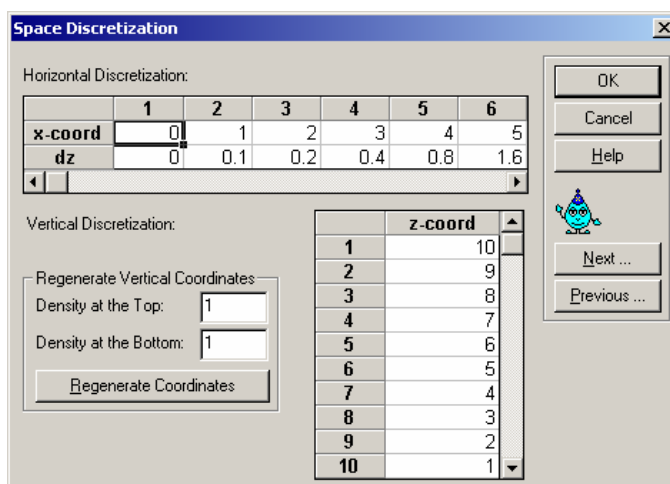 Space Discretization
Horizontal Discretization:
1 2 3 4 5 6
x-coord 0 1 2 3 4 5
dz 0 0.1 0.2 0.4 0.8 1.6
OK
Cancel
Help
Next ...
Previous ...
Vertical Discretization:
Regenerate Vertical Coordinates
Density at the Top: 1
Density at the Bottom: 1
Regenerate Coordinates
z-coord
1 10
2 9
3 8
4 7
5 6
6 5
7 4
8 3
9 2
10 1